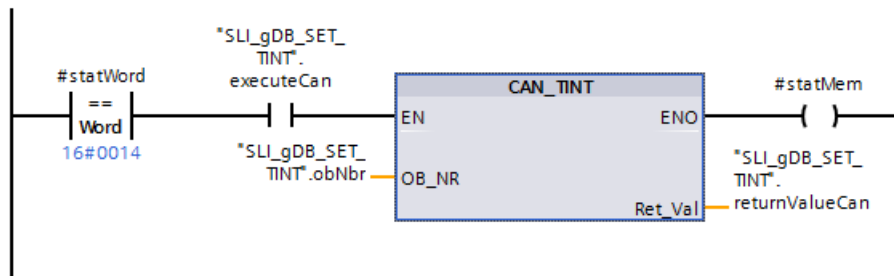 "SLI_gDB_SET_
TINT".
executeCan
#statWord
==
Word
16#0014
CAN_TINT
#statMem
EN
ENO
"SLI_gDB_SET_
TINT".obNbr
OB_NR
"SLI_gDB_SET_
TINT".
returnValueCan
Ret_Val